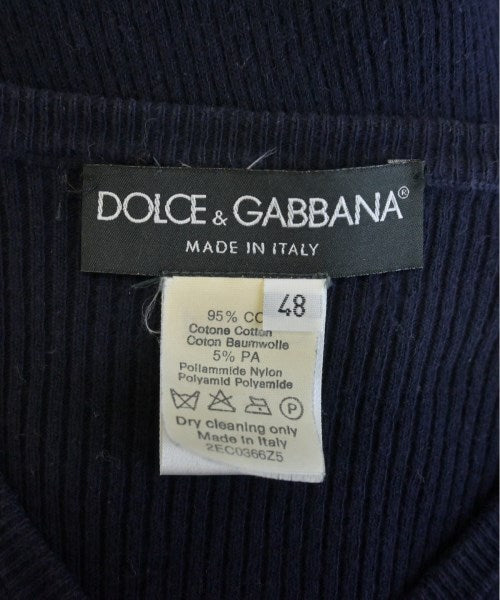 DOLCE & GABBANA®
MADE IN ITALY
48
95% CO
Cotone Cotton
Coton Baumwolle
5% PA
Poliammide Nylon
Polyamid Polyamide
P
Dry cleaning only
Made in Italy
2EC0366Z5